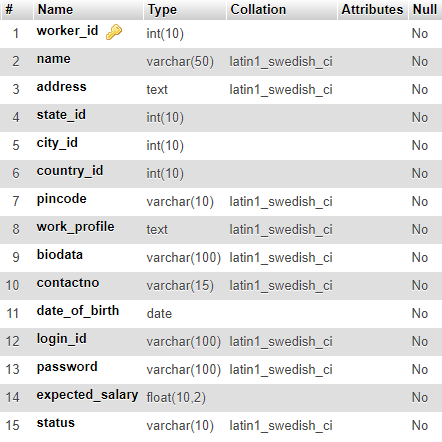 # Name Type Collation Attributes Null
1 worker_id int(10) No
2 name varchar(50) latin1_swedish_ci No
3 address text latin1_swedish_ci No
4 state_id int(10) No
5 city_id int(10) No
6 country_id int(10) No
7 pincode varchar(10) latin1_swedish_ci No
8 work_profile text latin1_swedish_ci No
9 biodata varchar(100) latin1_swedish_ci No
10 contactno varchar(15) latin1_swedish_ci No
11 date_of_birth date No
12 login_id varchar(100) latin1_swedish_ci No
13 password varchar(100) latin1_swedish_ci No
14 expected_salary float(10,2) No
15 status varchar(10) latin1_swedish_ci No